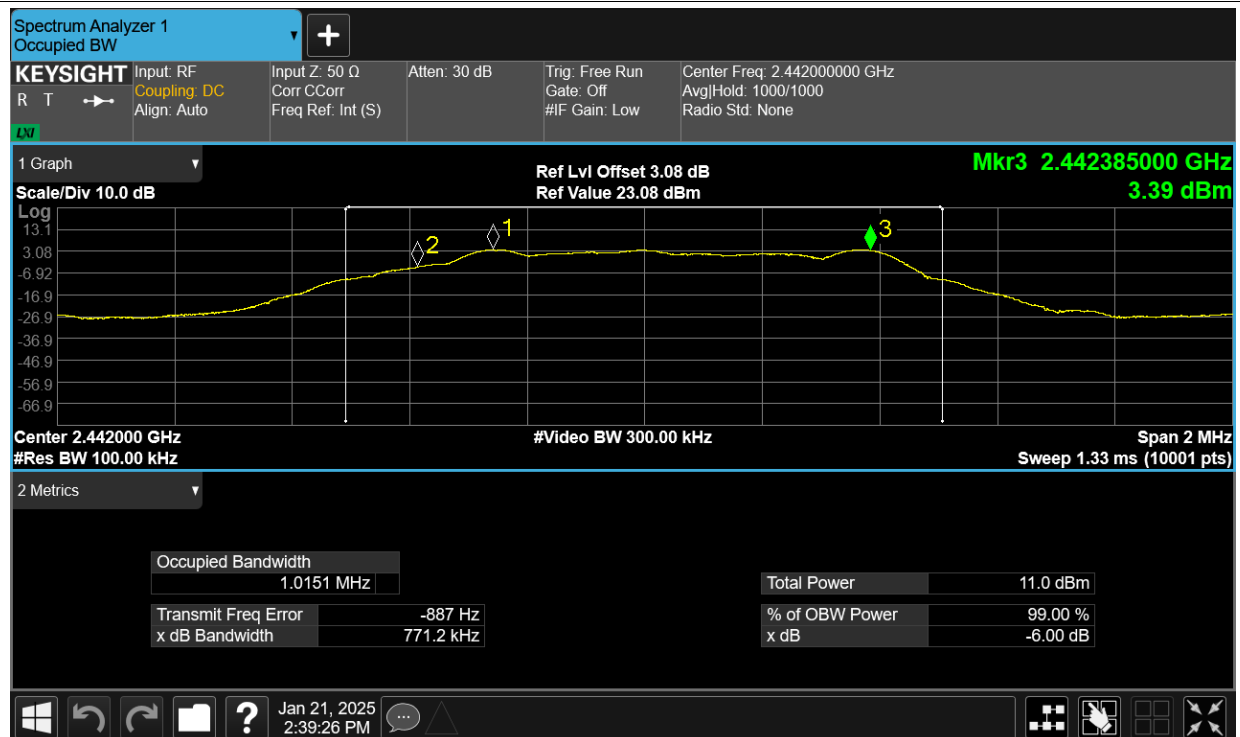 Spectrum Analyzer 1
Occupied BW
KEYSIGHT
R T
LXI
Input: RF
Coupling: DC
Align: Auto
Input Z: 50 Ω
Corr CCorr
Freq Ref: Int (S)
Atten: 30 dB
Trig: Free Run
Gate: Off
#IF Gain: Low
Center Freq: 2.442000000 GHz
Avg|Hold: 1000/1000
Radio Std: None
1 Graph
Scale/Div 10.0 dB
Ref Lvl Offset 3.08 dB
Ref Value 23.08 dBm
Mkr3 2.442385000 GHz
3.39 dBm
Log
13.1
3.08
-6.92
-16.9
-26.9
-36.9
-46.9
-56.9
-66.9
2
1
3
Center 2.442000 GHz
#Res BW 100.00 kHz
#Video BW 300.00 kHz
Span 2 MHz
Sweep 1.33 ms (10001 pts)
2 Metrics
Occupied Bandwidth
1.0151 MHz
Transmit Freq Error -887 Hz
x dB Bandwidth 771.2 kHz
Total Power 11.0 dBm
% of OBW Power 99.00 %
x dB -6.00 dB
?
Jan 21, 2025
2:39:26 PM